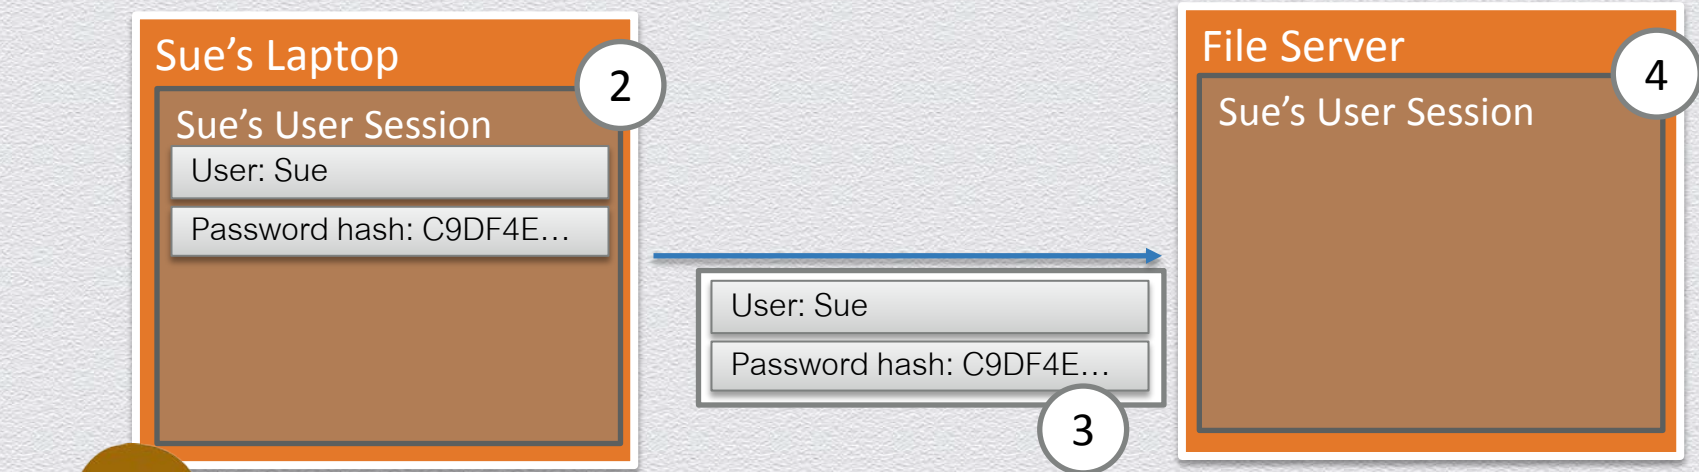 Sue’s Laptop
2
Sue’s User Session
User: Sue
Password hash: C9DF4E…
User: Sue
Password hash: C9DF4E…
3
File Server
4
Sue’s User Session